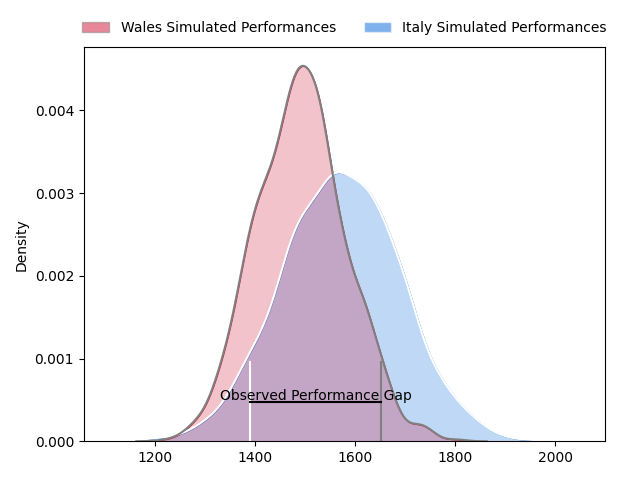 Wales Simulated Performances
Italy Simulated Performances
0.004
0.003
0.002
0.001
0.000
Density
Observed Performance Gap
1200
1400
1600
1800
2000